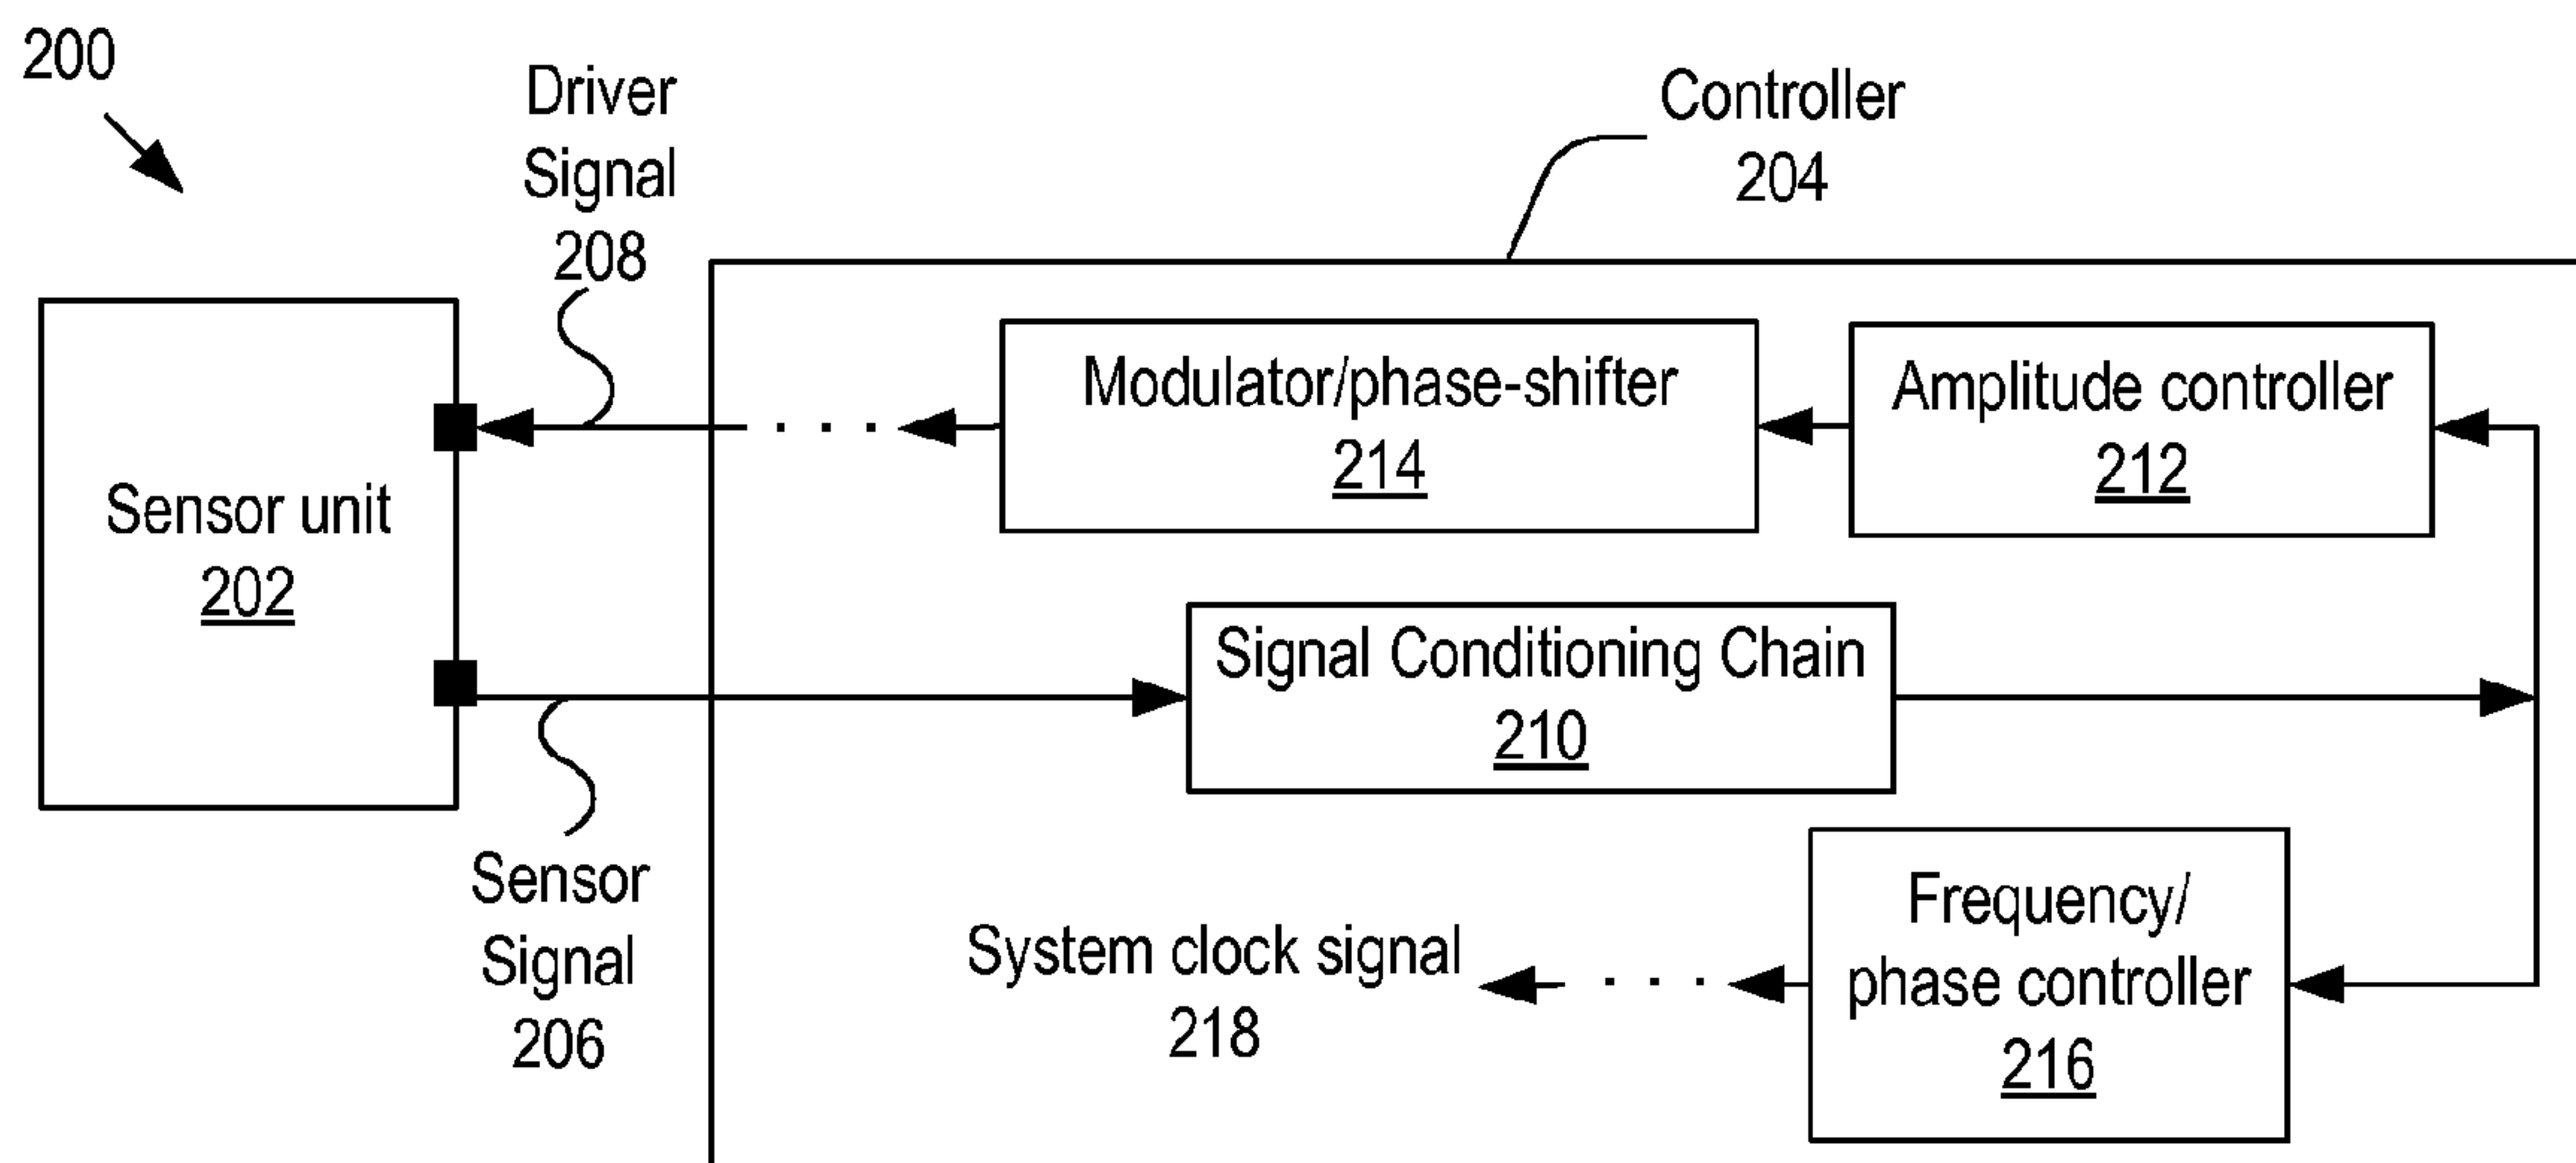 200
Driver
Signal
208
Controller
204
Modulator/phase-shifter
214
Amplitude controller
212
Sensor unit
202
Signal Conditioning Chain
210
Sensor
Signal
206
System clock signal
218
Frequency/
phase controller
216